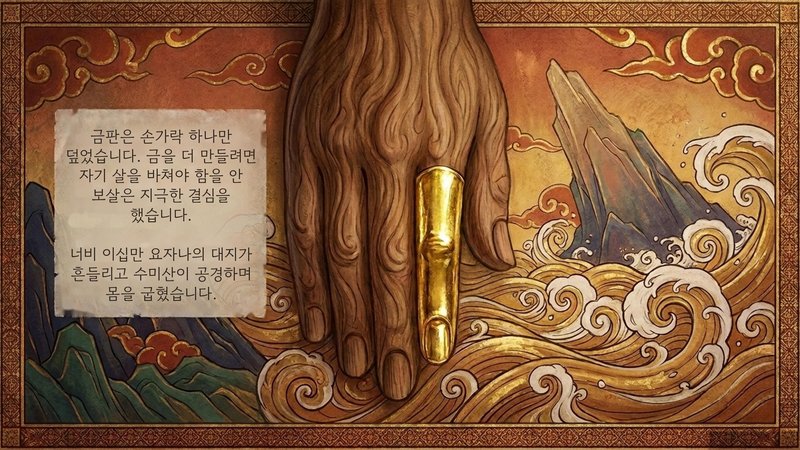 금판은 손가락 하나만
덮었습니다. 금을 더 만들려면
자기 살을 바쳐야 함을 안
보살은 지극한 결심을
했습니다.
너비 이십만 요자나의 대지가
흔들리고 수미산이 공경하며
몸을 굽혔습니다.